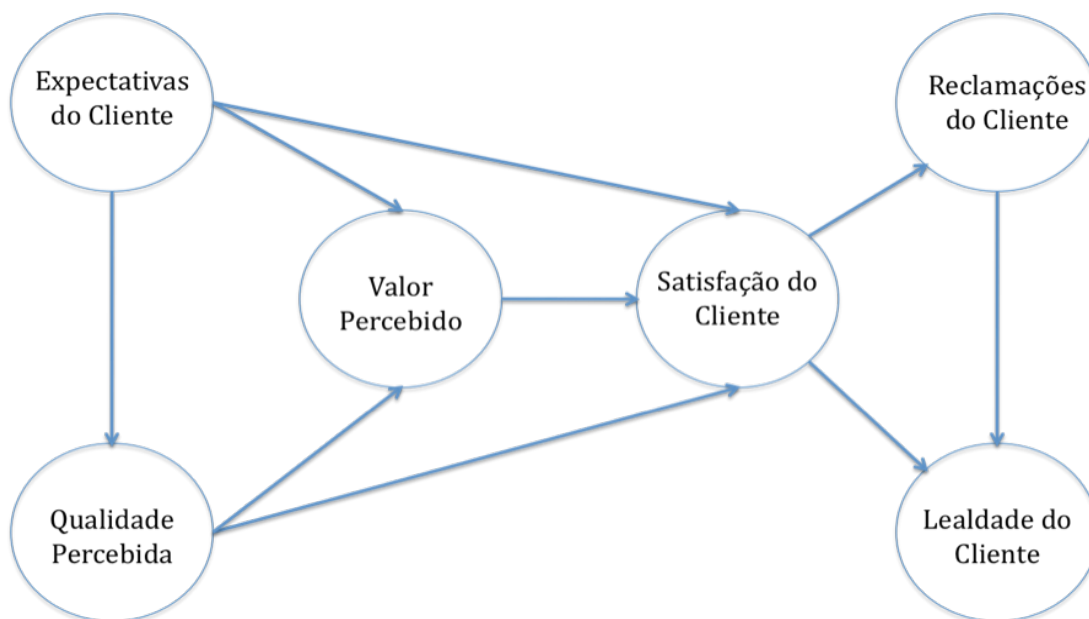 Expectativas
do Cliente
Reclamações
do Cliente
Valor
Percebido
Satisfação do
Cliente
Qualidade
Percebida
Lealdade do
Cliente